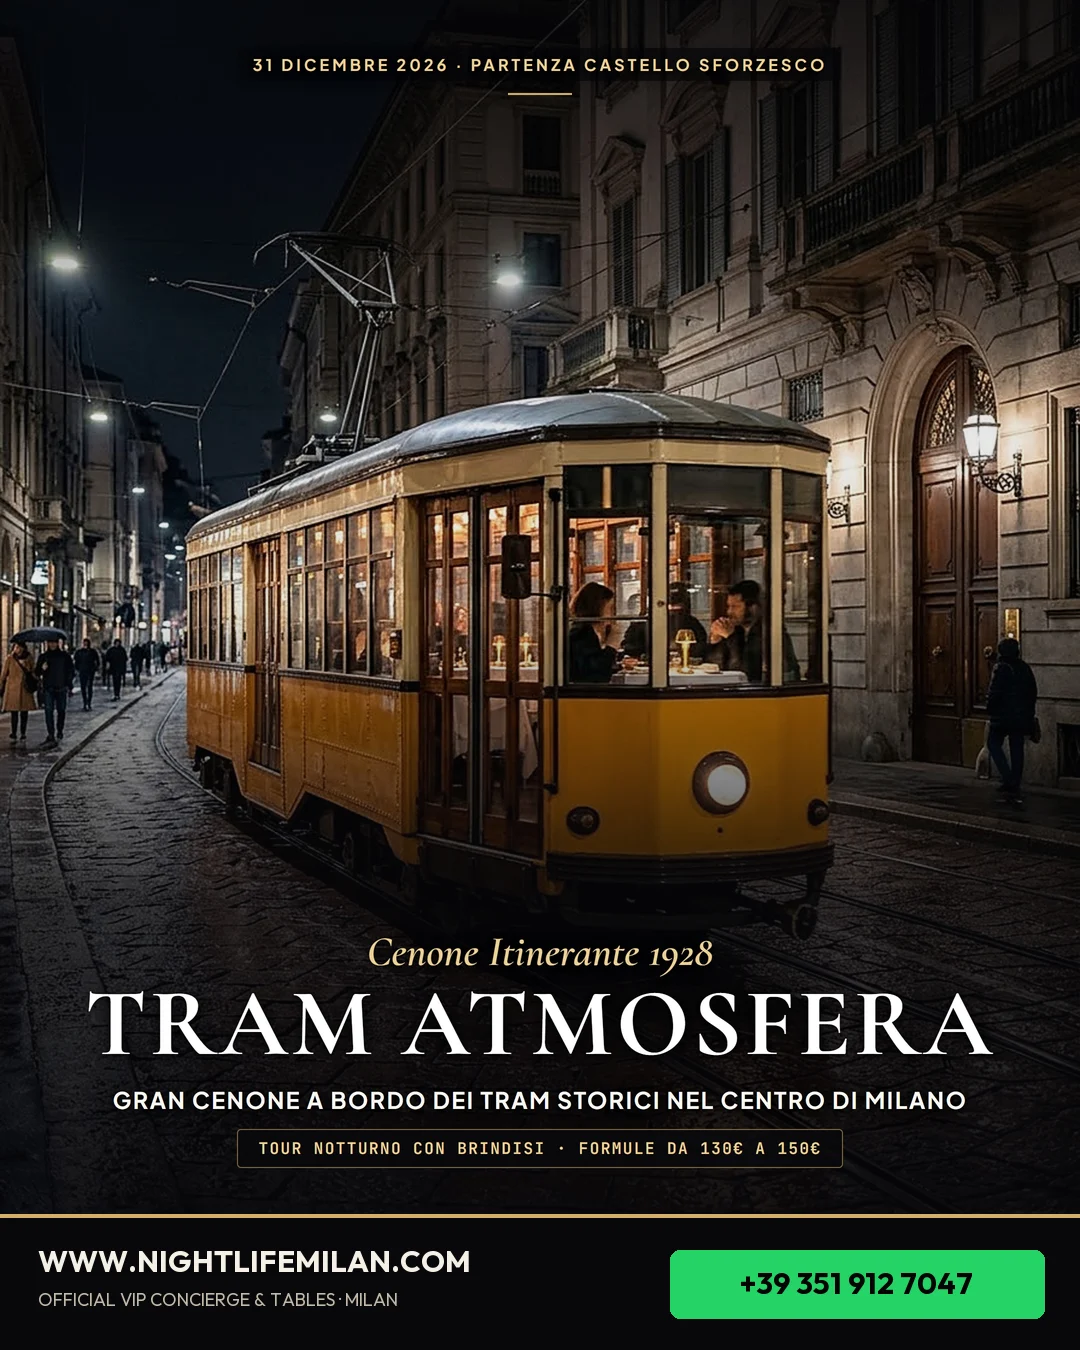 31 DICEMBRE 2026 · PARTENZA CASTELLO SFORZESCO
Cenone Itinerante 1928
TRAM ATMOSFERA
GRAN CENONE A BORDO DEI TRAM STORICI NEL CENTRO DI MILANO
TOUR NOTTURNO CON BRINDISI · FORMULE DA 130€ A 150€
WWW.NIGHTLIFEMILAN.COM
OFFICIAL VIP CONCIERGE & TABLES · MILAN
+39 351 912 7047